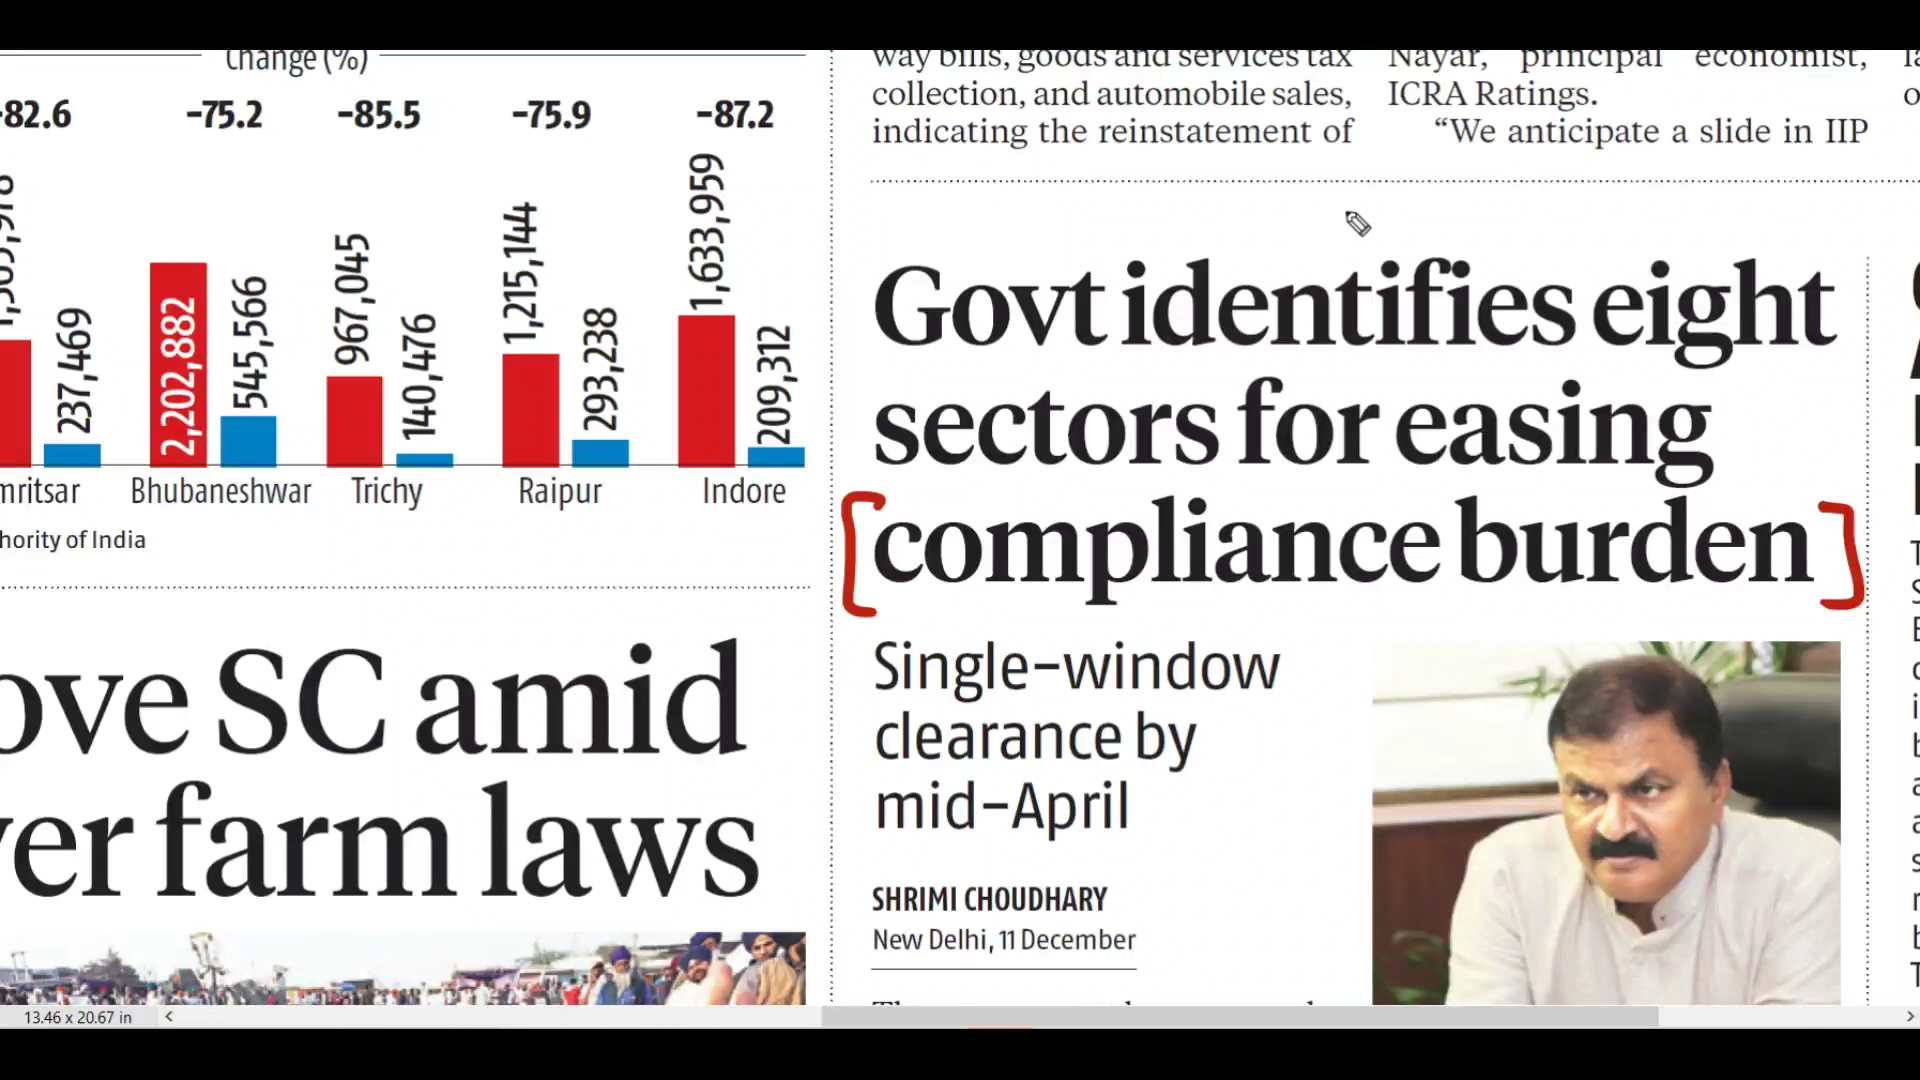 Change (%)
-82.6 -75.2 -85.5 -75.9 -87.2
237,469
2,202,882
545,566
967,045
140,476
1,215,144
293,238
1,633,959
209,312
Bhubaneshwar Trichy Raipur Indore
of India
SC amid
farm laws
way bills, goods and services tax
collection, and automobile sales,
indicating the reinstatement of
Nayar, principal economist,
ICRA Ratings.
“We anticipate a slide in IIP
Govt identifies eight
sectors for easing
[compliance burden]
Single-window
clearance by
mid-April
SHRIMI CHOUDHARY
New Delhi, 11 December
13.46 x 20.67 in